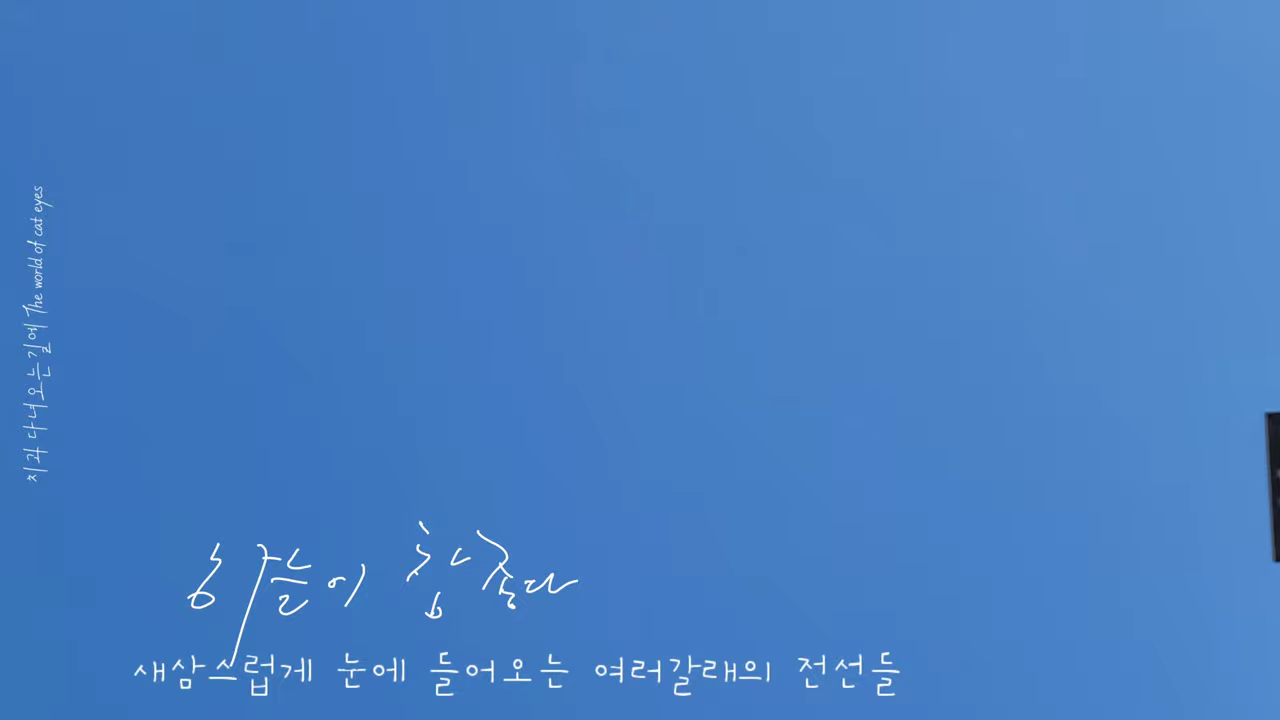 치과 다녀오는길에 The world of cat eyes
하늘이 참 좋다
새삼스럽게 눈에 들어오는 여러갈래의 전선들